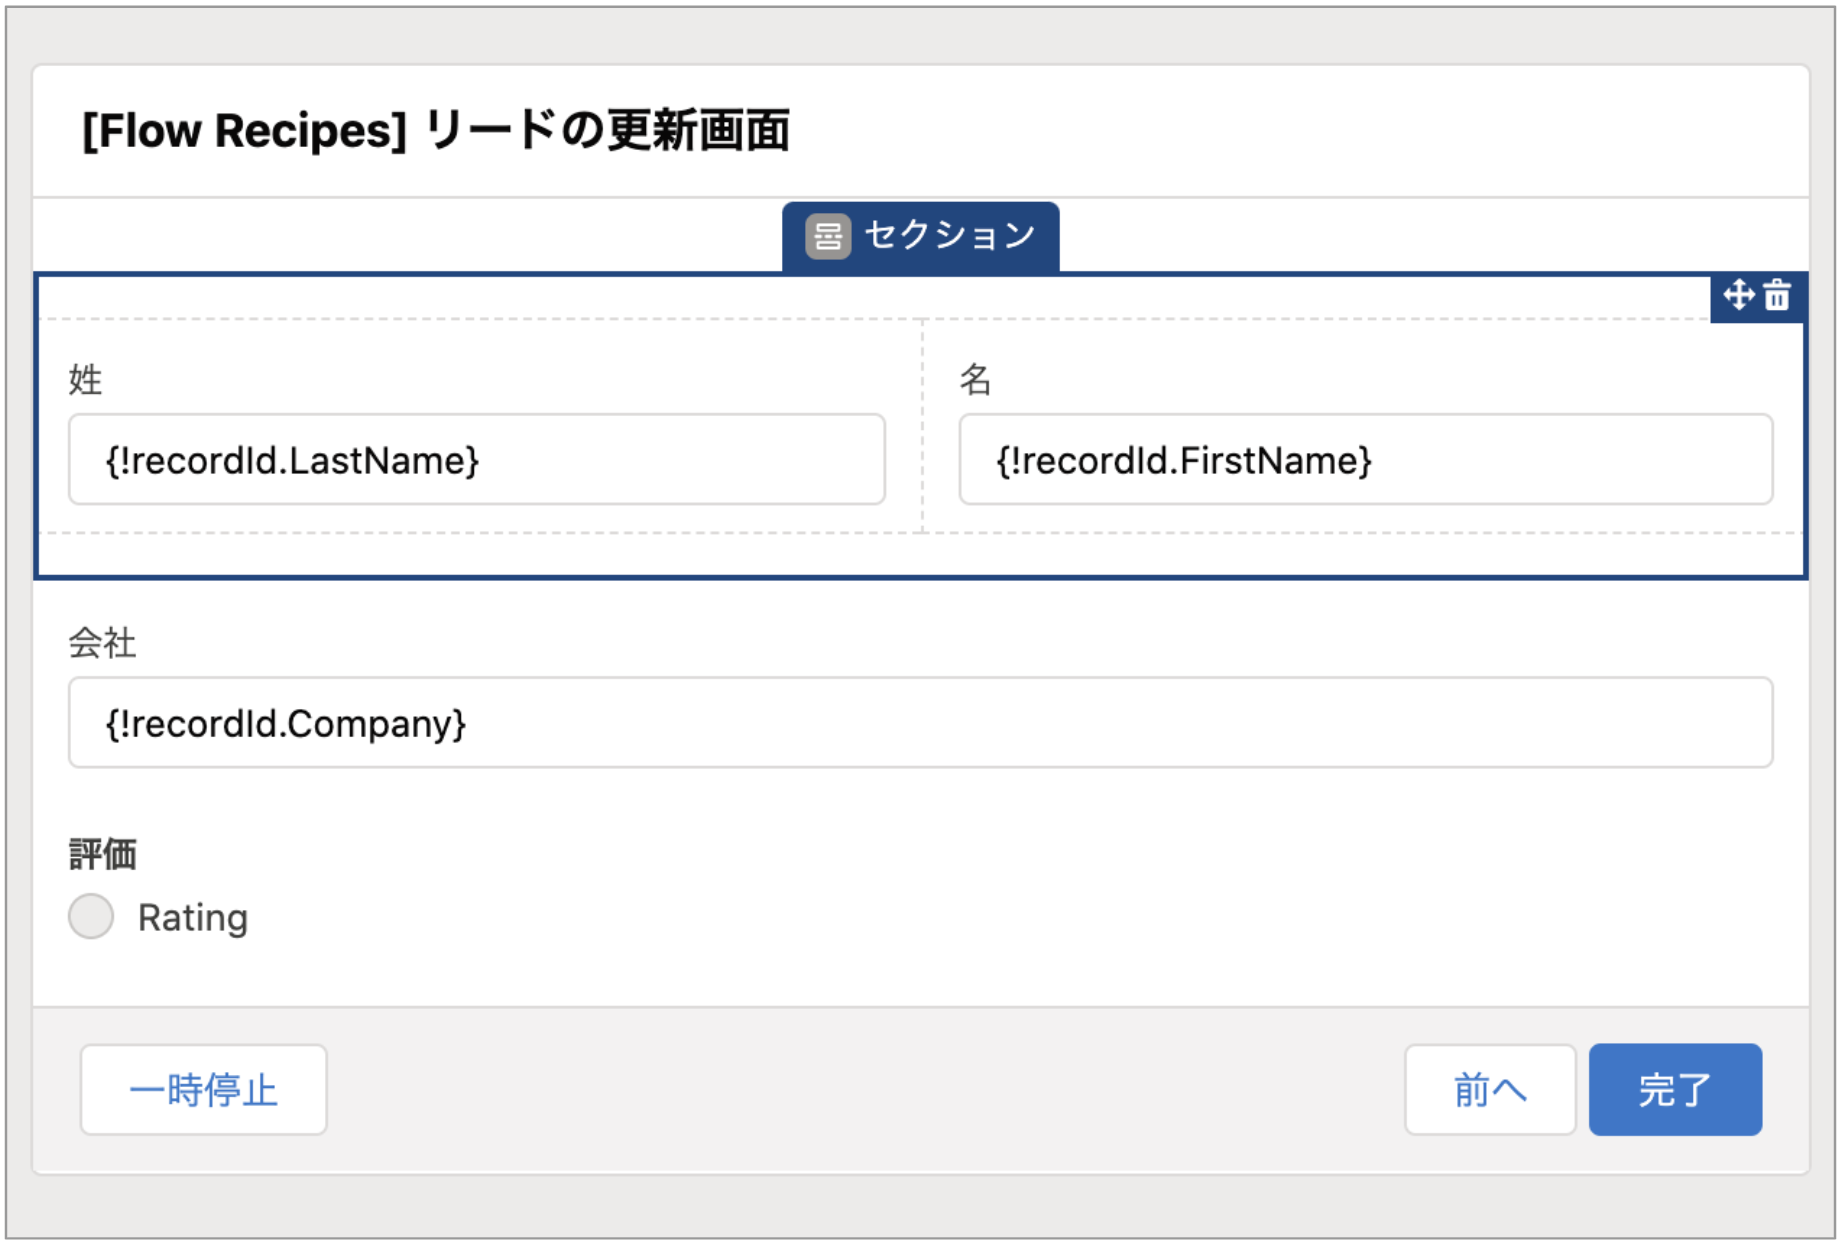 [Flow Recipes] リードの更新画面
セクション
姓
名
{!recordId.LastName}
{!recordId.FirstName}
会社
{!recordId.Company}
評価
Rating
一時停止
前へ
完了